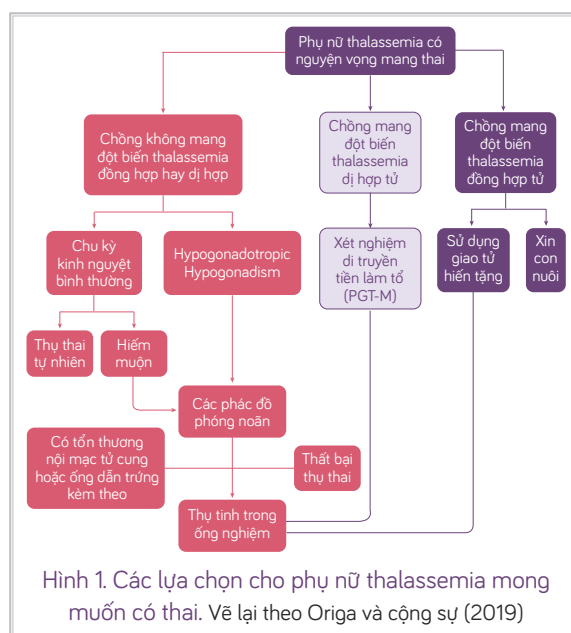 Phụ nữ thalassemia có
nguyện vọng mang thai
Chồng không mang
đột biến thalassemia
đồng hợp hay dị hợp
Chồng mang
đột biến
thalassemia
dị hợp tử
Chồng mang
đột biến
thalassemia
đồng hợp tử
Chu kỳ
kinh nguyệt
bình thường
Hypogonadotropic
Hypogonadism
Xét nghiệm
di truyền
tiền làm tổ
(PGT-M)
Sử dụng
giao tử
hiến tặng
Xin
con
nuôi
Thụ thai
tự nhiên
Hiếm
muộn
Các phác đồ
phóng noãn
Có tổn thương
nội mạc tử cung
hoặc ống dẫn trứng
kèm theo
Thất bại
thụ thai
Thụ tinh trong
ống nghiệm
Hình 1. Các lựa chọn cho phụ nữ thalassemia mong
muốn có thai. Vẽ lại theo Origa và cộng sự (2019)